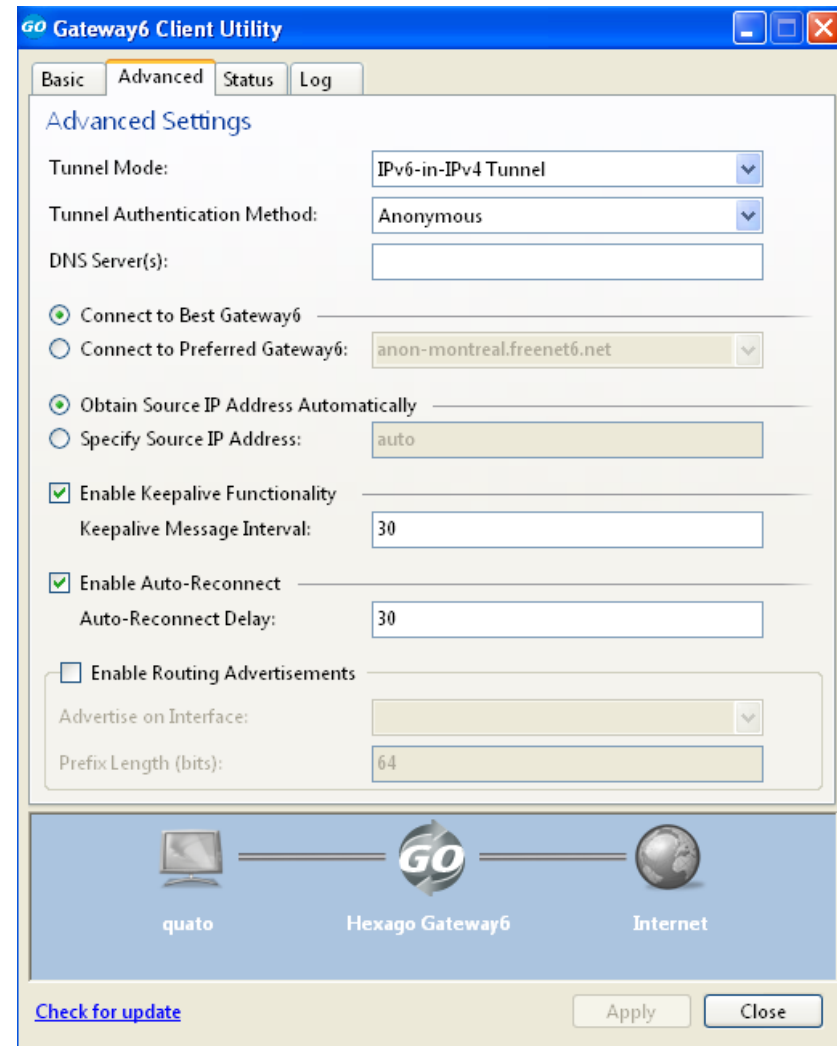 GO Gateway6 Client Utility
Basic Advanced Status Log
Advanced Settings
Tunnel Mode: IPv6-in-IPv4 Tunnel
Tunnel Authentication Method: Anonymous
DNS Server(s):
Connect to Best Gateway6
Connect to Preferred Gateway6: anon-montreal.freenet6.net
Obtain Source IP Address Automatically
Specify Source IP Address: auto
Enable Keepalive Functionality
Keepalive Message Interval: 30
Enable Auto-Reconnect
Auto-Reconnect Delay: 30
Enable Routing Advertisements
Advertise on Interface:
Prefix Length (bits): 64
GO
quato Hexago Gateway6 Internet
Check for update Apply Close